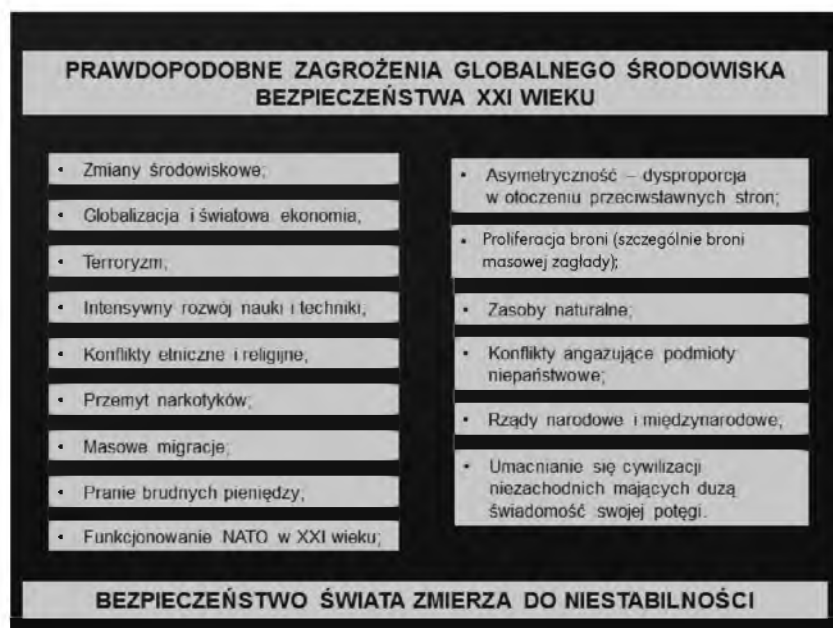 PRAWDOPODOBNE ZAGROŻENIA GLOBALNEGO ŚRODOWISKA
BEZPIECZEŃSTWA XXI WIEKU
• Zmiany środowiskowe;
• Globalizacja i światowa ekonomia;
• Terroryzm;
• Intensywny rozwój nauki i techniki;
• Konflikty etniczne i religijne;
• Przemyt narkotyków;
• Masowe migracje;
• Pranie brudnych pieniędzy;
• Funkcjonowanie NATO w XXI wieku;
• Asymetryczność – dysproporcja
w otoczeniu przeciwstawnych stron;
• Proliferacja broni (szczególnie broni
masowej zagłady);
• Zasoby naturalne;
• Konflikty angażujące podmioty
niepaństwowe;
• Rządy narodowe i międzynarodowe;
• Umacnianie się cywilizacji
niezachodnich mających dużą
świadomość swojej potęgi.
BEZPIECZEŃSTWO ŚWIATA ZMIERZA DO NIESTABILNOŚCI